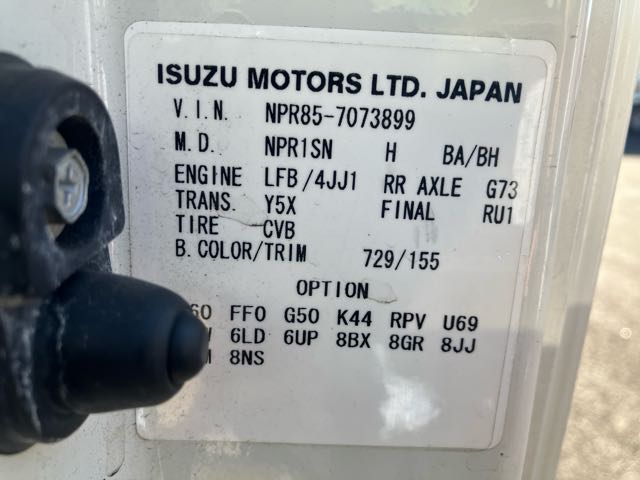 ISUZU MOTORS LTD. JAPAN
V.I.N. NPR85-7073899
M.D. NPR1SN H BA/BH
ENGINE LFB/4JJ1 RR AXLE G73
TRANS. Y5X FINAL RU1
TIRE CVB
B.COLOR/TRIM 729/155
OPTION
FF0 G50 K44 RPV U69
6LD 6UP 8BX 8GR 8JJ
8NS